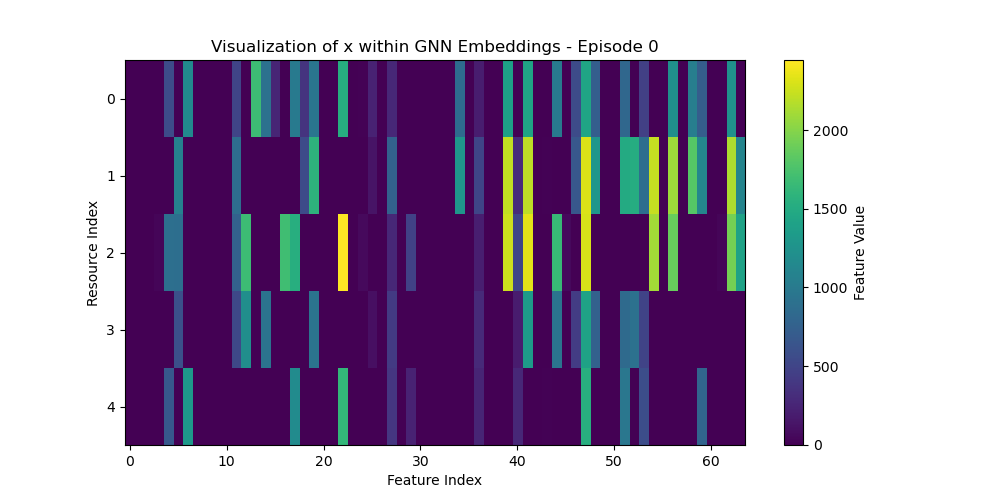 Visualization of x within GNN Embeddings - Episode 0
Resource Index
0
1
2
3
4
0 10 20 30 40 50 60
Feature Index
2000
1500
1000
500
0
Feature Value